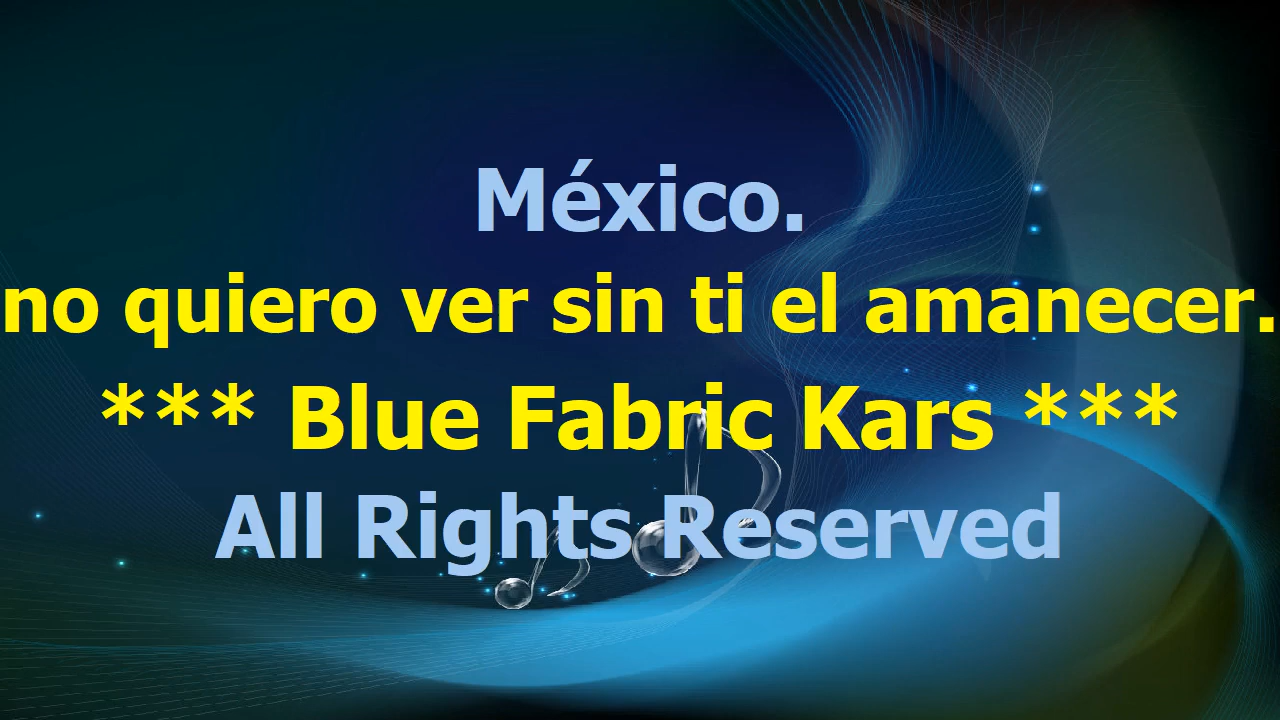 México.
no quiero ver sin ti el amanecer.
*** Blue Fabric Kars ***
All Rights Reserved